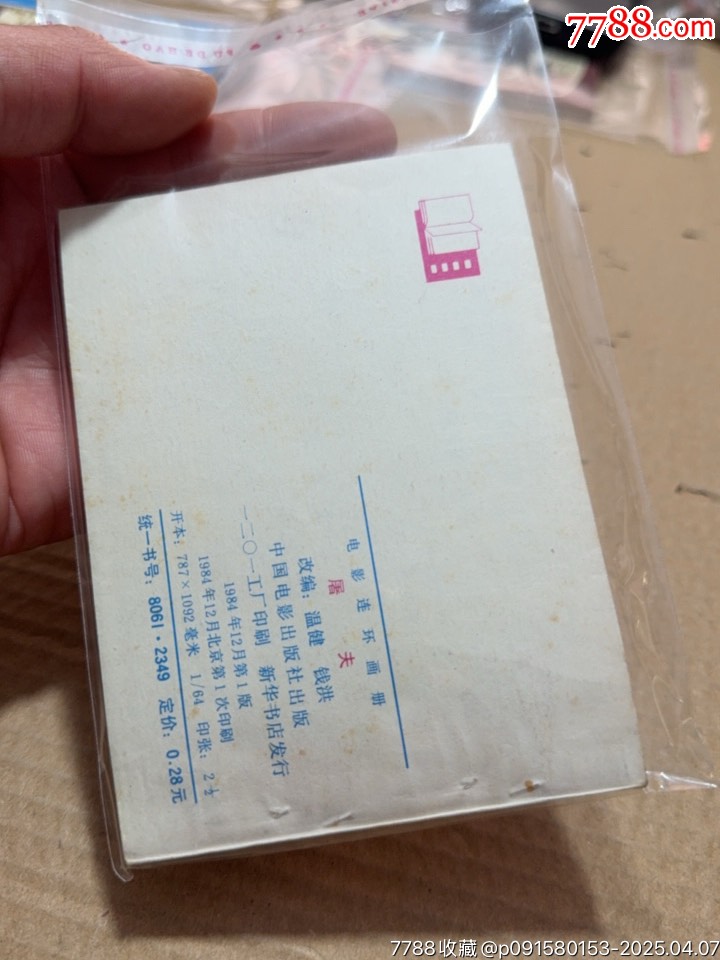 7788.com
电影连环画册
屠夫
改编：温健 钱洪
中国电影出版社出版
一二〇一工厂印刷 新华书店发行
1984年12月第1版
1984年12月北京第1次印刷
开本：787×1092毫米 1/64 印张：2½
统一书号：8061·2349 定价：0.28元
7788收藏@p091580153-2025.04.07